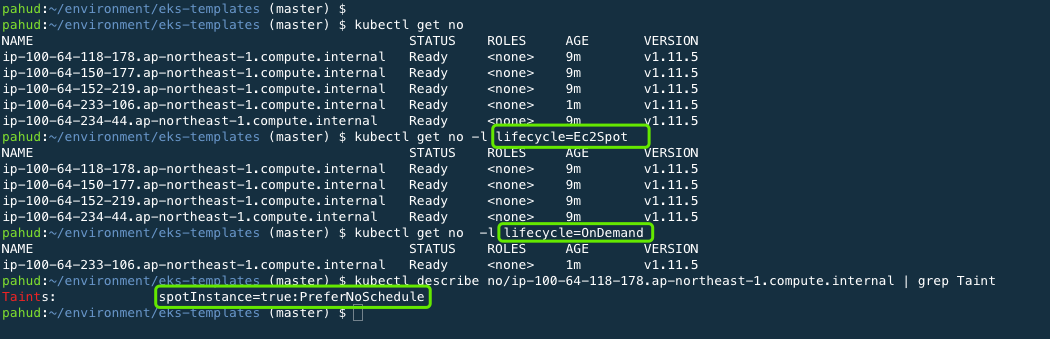 pahud:~/environment/eks-templates (master) $
pahud:~/environment/eks-templates (master) $ kubectl get no
NAME STATUS ROLES AGE VERSION
ip-100-64-118-178.ap-northeast-1.compute.internal Ready <none> 9m v1.11.5
ip-100-64-150-177.ap-northeast-1.compute.internal Ready <none> 9m v1.11.5
ip-100-64-152-219.ap-northeast-1.compute.internal Ready <none> 9m v1.11.5
ip-100-64-233-106.ap-northeast-1.compute.internal Ready <none> 1m v1.11.5
ip-100-64-234-44.ap-northeast-1.compute.internal Ready <none> 9m v1.11.5
pahud:~/environment/eks-templates (master) $ kubectl get no -l lifecycle=Ec2Spot
NAME STATUS ROLES AGE VERSION
ip-100-64-118-178.ap-northeast-1.compute.internal Ready <none> 9m v1.11.5
ip-100-64-150-177.ap-northeast-1.compute.internal Ready <none> 9m v1.11.5
ip-100-64-152-219.ap-northeast-1.compute.internal Ready <none> 9m v1.11.5
ip-100-64-234-44.ap-northeast-1.compute.internal Ready <none> 9m v1.11.5
pahud:~/environment/eks-templates (master) $ kubectl get no  -l lifecycle=OnDemand
NAME STATUS ROLES AGE VERSION
ip-100-64-233-106.ap-northeast-1.compute.internal Ready <none> 1m v1.11.5
pahud:~/environment/eks-templates (master) $ kubectl describe no/ip-100-64-118-178.ap-northeast-1.compute.internal | grep Taint
Taints: spotInstance=true:PreferNoSchedule
pahud:~/environment/eks-templates (master) $